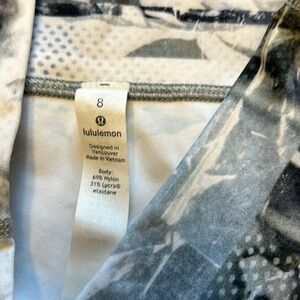 8
lululemon
Designed in
Vancouver
Made in Vietnam
Body:
69% Nylon
31% Lycra®
elastane